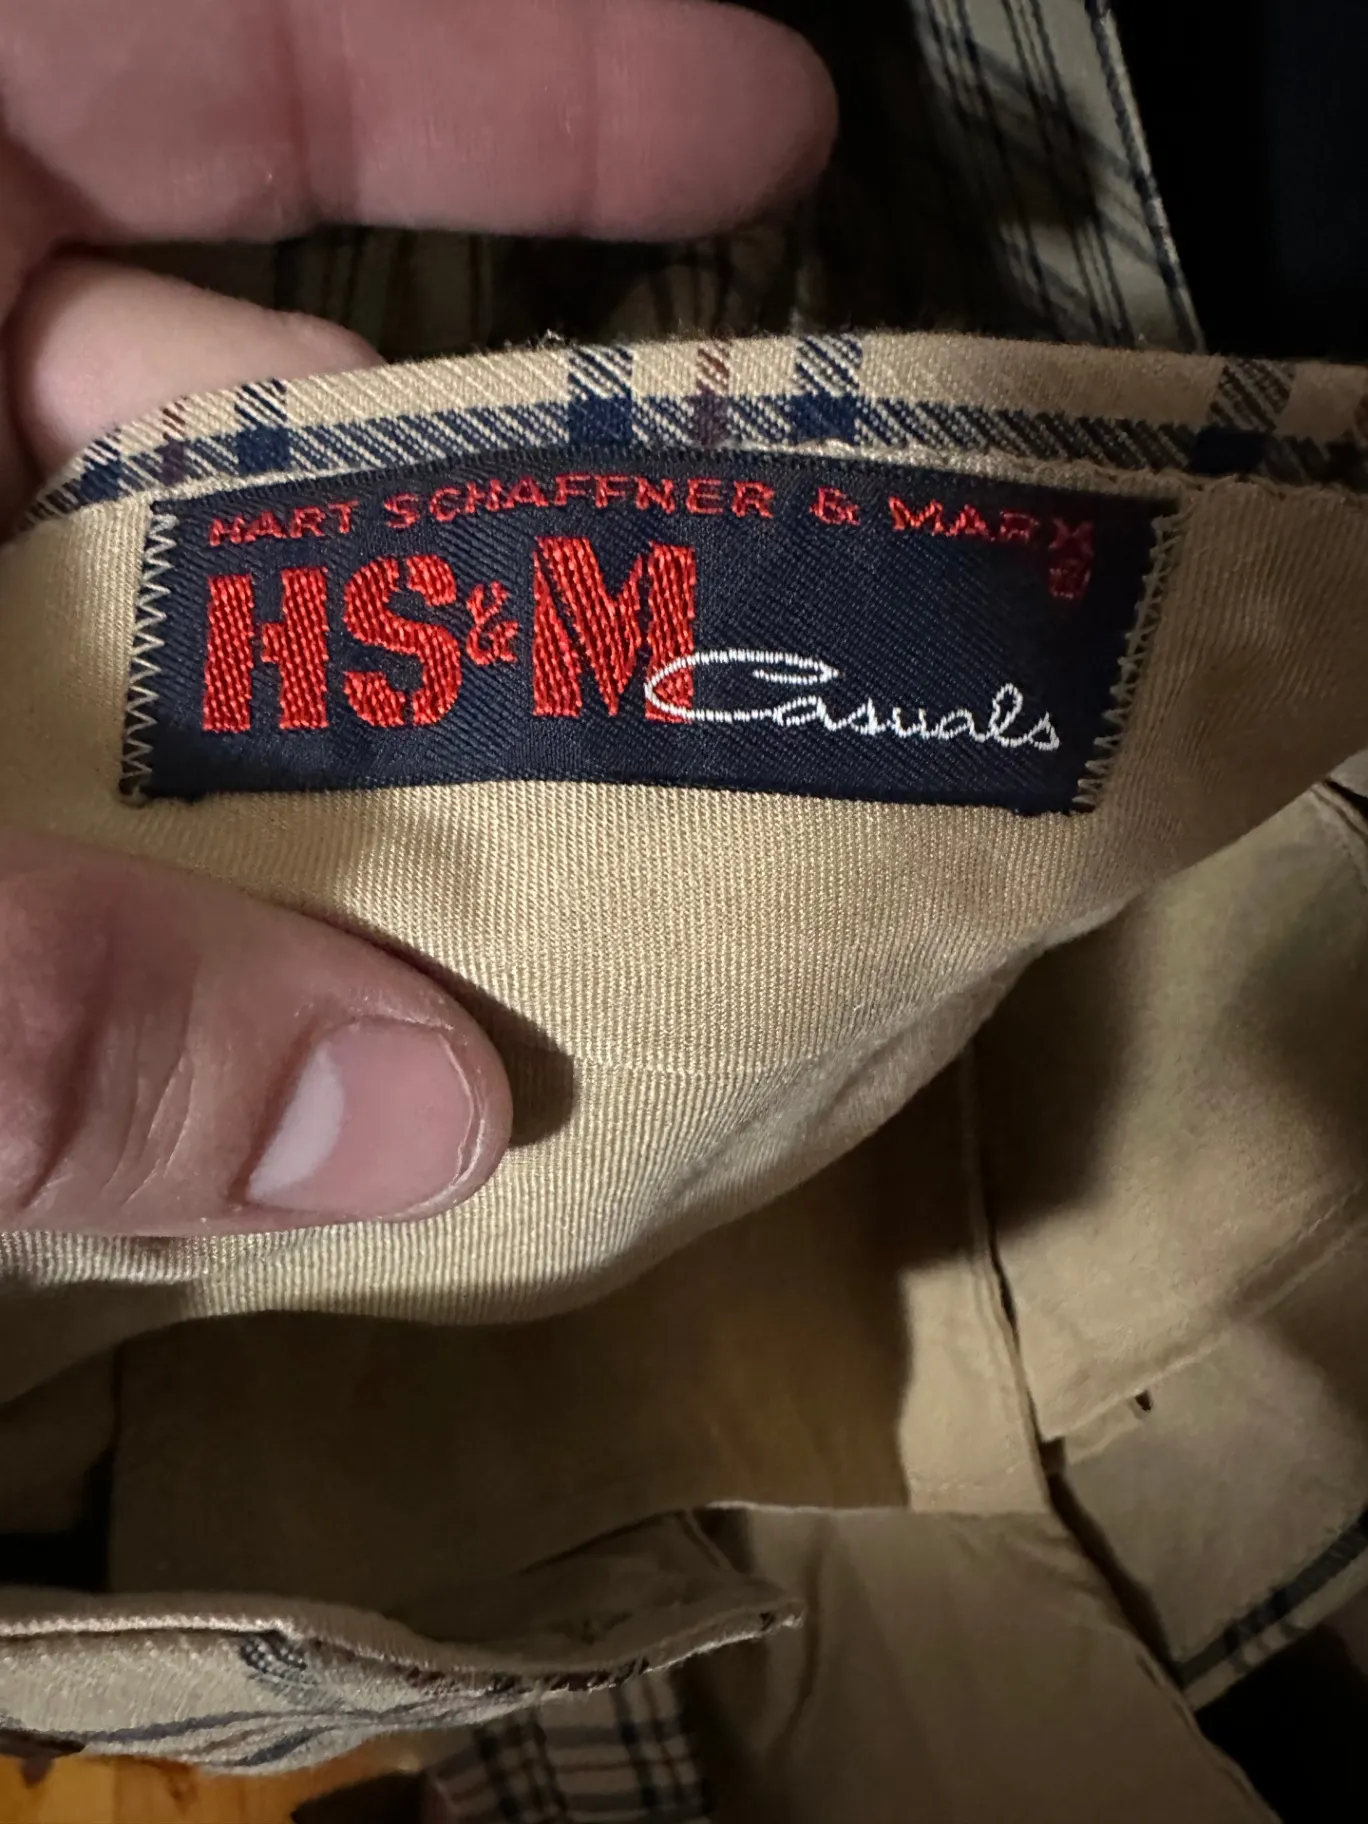 HART SCHAFFNER & MARX
®
HS&M Casuals